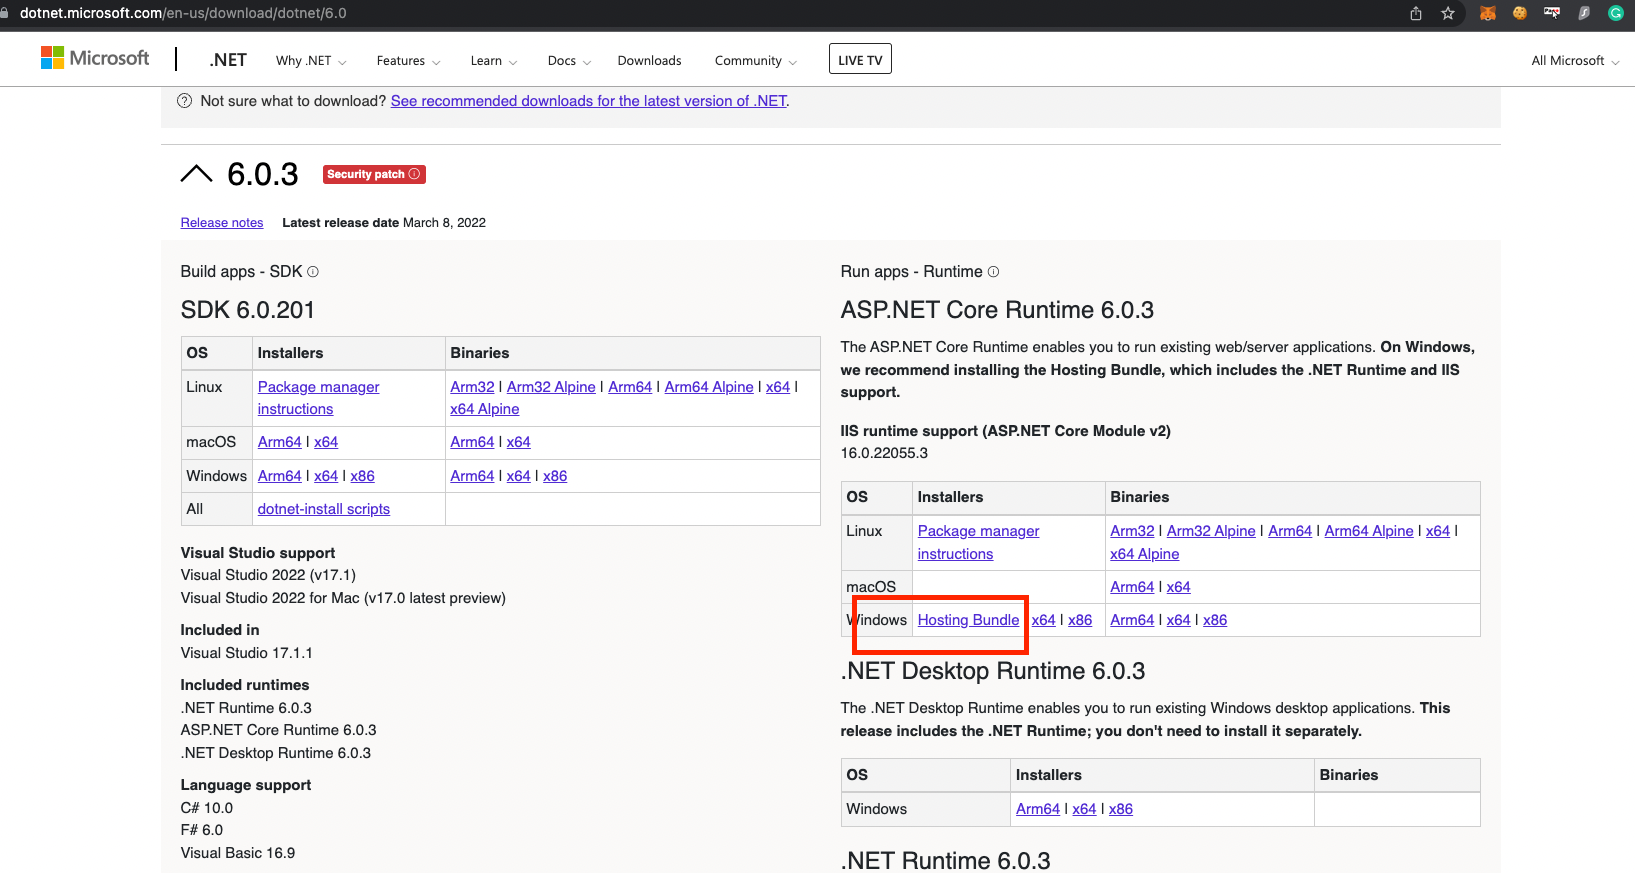 dotnet.microsoft.com/en-us/download/dotnet/6.0
Microsoft
.NET
Why .NET
Features
Learn
Docs
Downloads
Community
LIVE TV
All Microsoft
Not sure what to download? See recommended downloads for the latest version of .NET.
6.0.3
Security patch
Release notes Latest release date March 8, 2022
Build apps - SDK
SDK 6.0.201
OS Installers Binaries
Linux Package manager instructions Arm32 | Arm32 Alpine | Arm64 | Arm64 Alpine | x64 | x64 Alpine
macOS Arm64 | x64 Arm64 | x64
Windows Arm64 | x64 | x86 Arm64 | x64 | x86
All dotnet-install scripts
Visual Studio support
Visual Studio 2022 (v17.1)
Visual Studio 2022 for Mac (v17.0 latest preview)
Included in
Visual Studio 17.1.1
Included runtimes
.NET Runtime 6.0.3
ASP.NET Core Runtime 6.0.3
.NET Desktop Runtime 6.0.3
Language support
C# 10.0
F# 6.0
Visual Basic 16.9
Run apps - Runtime
ASP.NET Core Runtime 6.0.3
The ASP.NET Core Runtime enables you to run existing web/server applications. On Windows,
we recommend installing the Hosting Bundle, which includes the .NET Runtime and IIS
support.
IIS runtime support (ASP.NET Core Module v2)
16.0.22055.3
OS Installers Binaries
Linux Package manager instructions Arm32 | Arm32 Alpine | Arm64 | Arm64 Alpine | x64 | x64 Alpine
macOS Arm64 | x64
Windows Hosting Bundle | x64 | x86 Arm64 | x64 | x86
.NET Desktop Runtime 6.0.3
The .NET Desktop Runtime enables you to run existing Windows desktop applications. This
release includes the .NET Runtime; you don't need to install it separately.
OS Installers Binaries
Windows Arm64 | x64 | x86
.NET Runtime 6.0.3